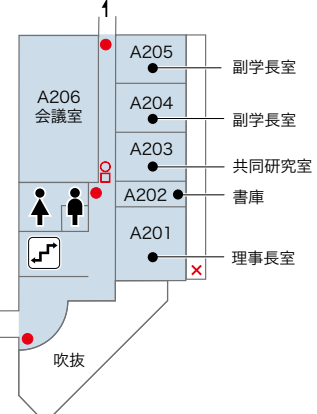 1
A205
副学長室
A206
会議室
A204
副学長室
A203
共同研究室
A202
書庫
A201
理事長室
吹抜